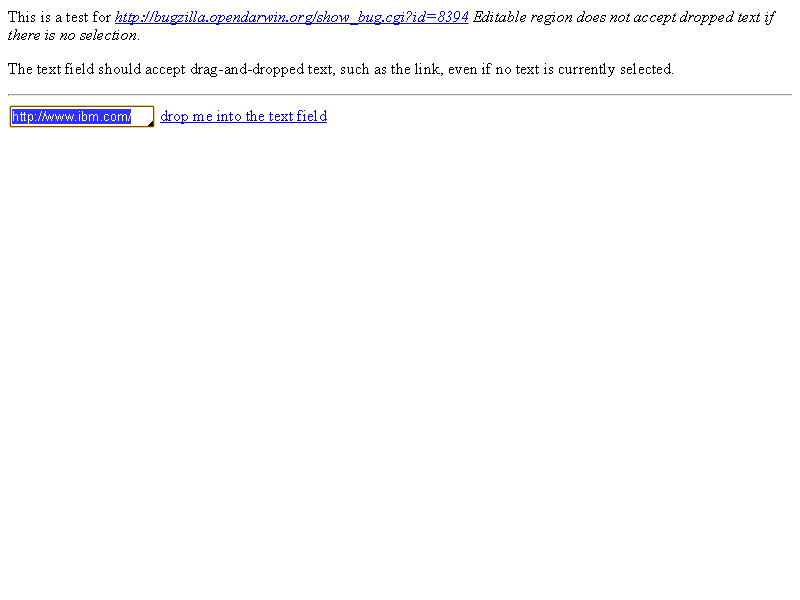 This is a test for http://bugzilla.opendarwin.org/show_bug.cgi?id=8394 Editable region does not accept dropped text if
there is no selection.
The text field should accept drag-and-dropped text, such as the link, even if no text is currently selected.
http://www.ibm.com/ drop me into the text field